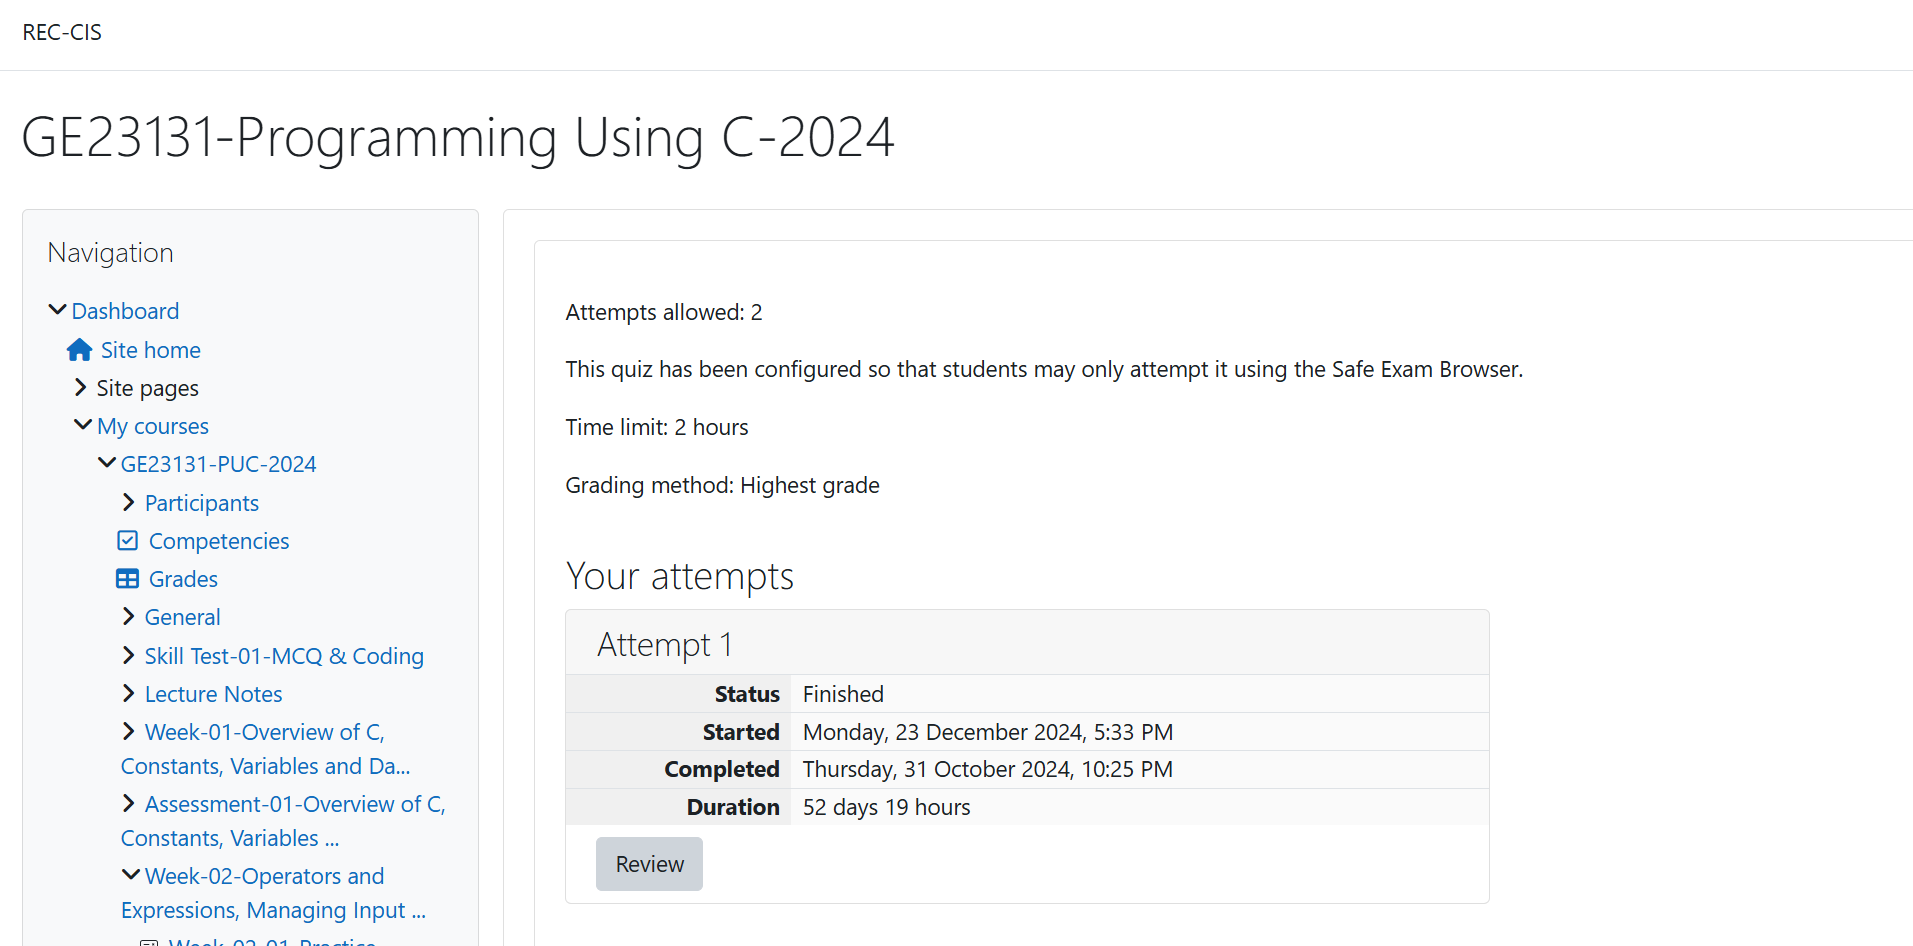 REC-CIS
GE23131-Programming Using C-2024
Navigation
Dashboard
Site home
Site pages
My courses
GE23131-PUC-2024
Participants
Competencies
Grades
General
Skill Test-01-MCQ & Coding
Lecture Notes
Week-01-Overview of C,
Constants, Variables and Da...
Assessment-01-Overview of C,
Constants, Variables ...
Week-02-Operators and
Expressions, Managing Input ...
Week-02-01-Practice
Attempts allowed: 2
This quiz has been configured so that students may only attempt it using the Safe Exam Browser.
Time limit: 2 hours
Grading method: Highest grade
Your attempts
Attempt 1
Status Finished
Started Monday, 23 December 2024, 5:33 PM
Completed Thursday, 31 October 2024, 10:25 PM
Duration 52 days 19 hours
Review